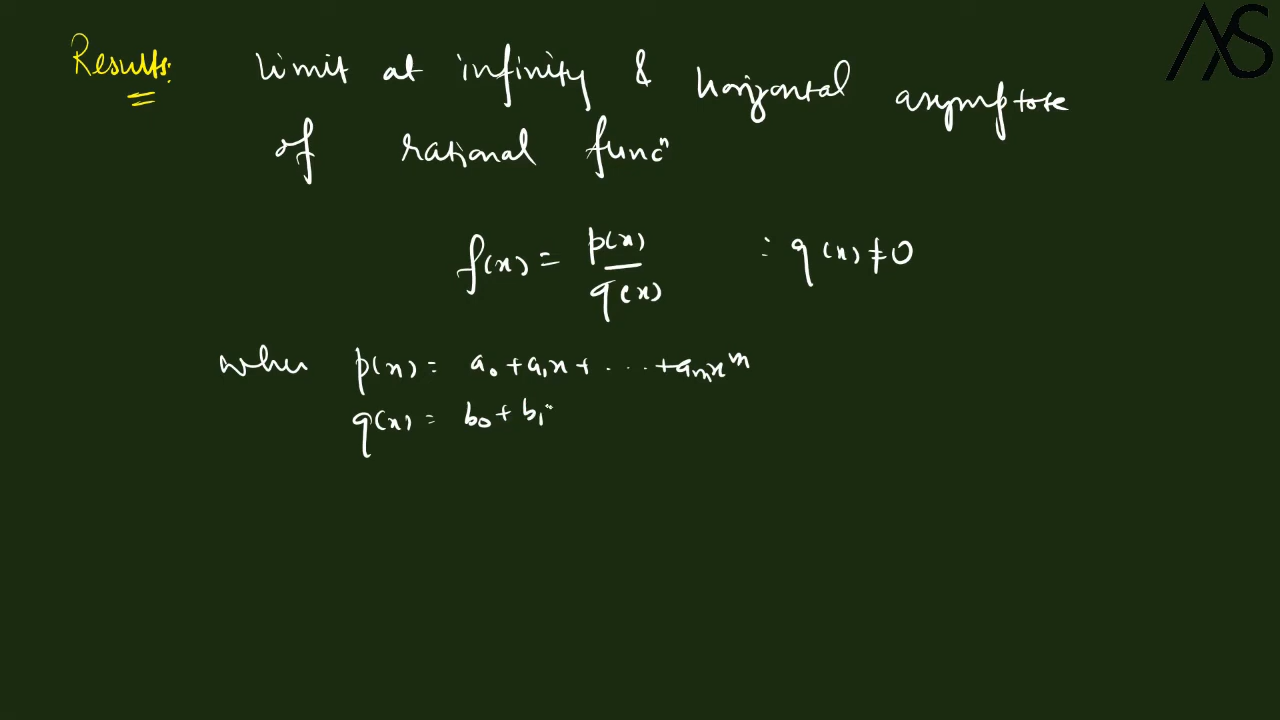 Results: limit at infinity & horizontal asymptote
of rational funcⁿ
f(x) = p(x)/q(x) : q(x) ≠ 0
when p(x) = a₀ + a₁x + ... + aₘxᵐ
q(x) = b₀ + b₁